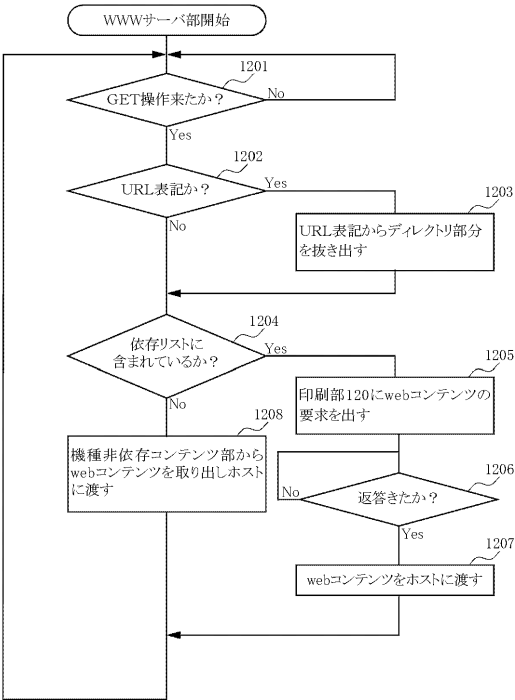 WWWサーバ部開始
1201
GET操作来たか?
No
Yes
1202
URL表記か?
Yes
No
1203
URL表記からディレクトリ部分
を抜き出す
1204
依存リストに
含まれているか?
Yes
No
1205
印刷部120にwebコンテンツの
要求を出す
1208
機種非依存コンテンツ部から
webコンテンツを取り出しホスト
に渡す
1206
返答きたか?
No
Yes
1207
webコンテンツをホストに渡す